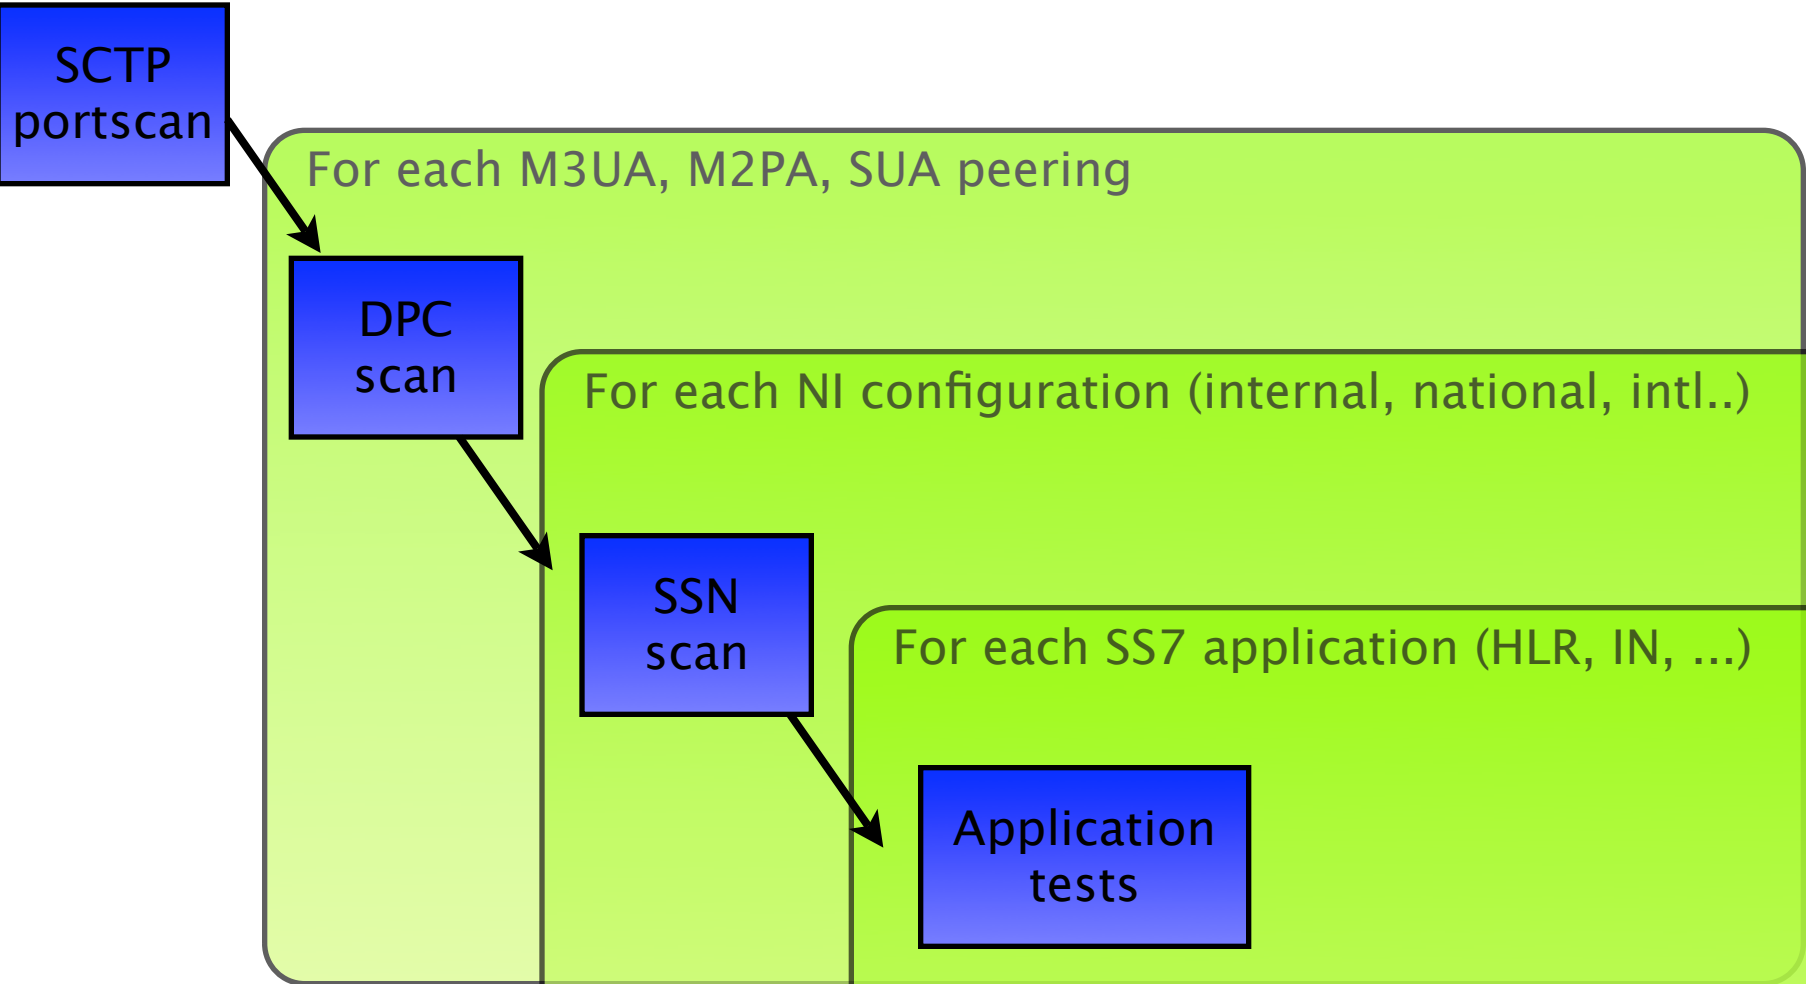 SCTP
portscan
For each M3UA, M2PA, SUA peering
DPC
scan
For each NI configuration (internal, national, intl..)
SSN
scan
For each SS7 application (HLR, IN, ...)
Application
tests